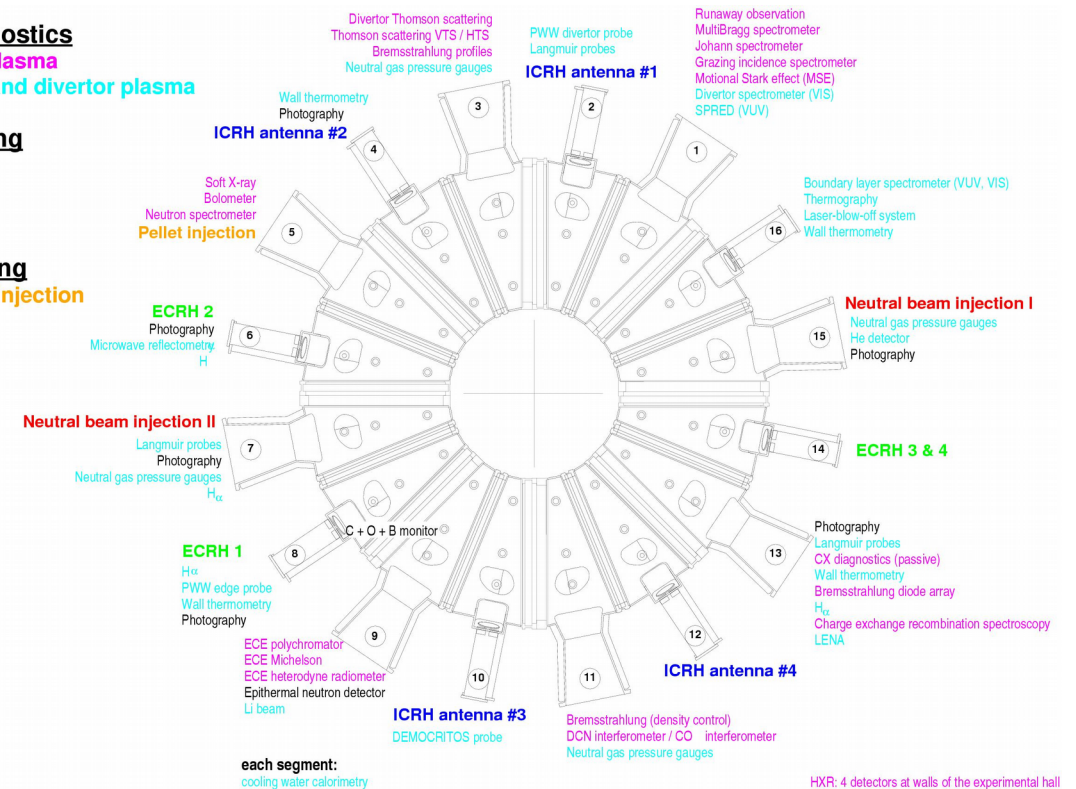 ostics
lasma
nd divertor plasma
ng
ng
njection
Divertor Thomson scattering
Thomson scattering VTS / HTS
Bremsstrahlung profiles
Neutral gas pressure gauges
3
PWW divertor probe
Langmuir probes
ICRH antenna #1
2
Runaway observation
MultiBragg spectrometer
Johann spectrometer
Grazing incidence spectrometer
Motional Stark effect (MSE)
Divertor spectrometer (VIS)
SPRED (VUV)
1
Wall thermometry
Photography
ICRH antenna #2
4
Boundary layer spectrometer (VUV, VIS)
Thermography
Laser-blow-off system
Wall thermometry
16
Soft X-ray
Bolometer
Neutron spectrometer
Pellet injection
5
Neutral beam injection I
Neutral gas pressure gauges
He detector
Photography
15
ECRH 2
Photography
Microwave reflectometry
H
6
Neutral beam injection II
Langmuir probes
Photography
Neutral gas pressure gauges
Hα
7
14
ECRH 3 & 4
C + O + B monitor
ECRH 1
Hα
PWW edge probe
Wall thermometry
Photography
8
Photography
Langmuir probes
CX diagnostics (passive)
Wall thermometry
Bremsstrahlung diode array
Hα
Charge exchange recombination spectroscopy
LENA
13
ECE polychromator
ECE Michelson
ECE heterodyne radiometer
Epithermal neutron detector
Li beam
9
12
ICRH antenna #4
10
ICRH antenna #3
DEMOCRITOS probe
11
Bremsstrahlung (density control)
DCN interferometer / CO interferometer
Neutral gas pressure gauges
each segment:
cooling water calorimetry
HXR: 4 detectors at walls of the experimental hall